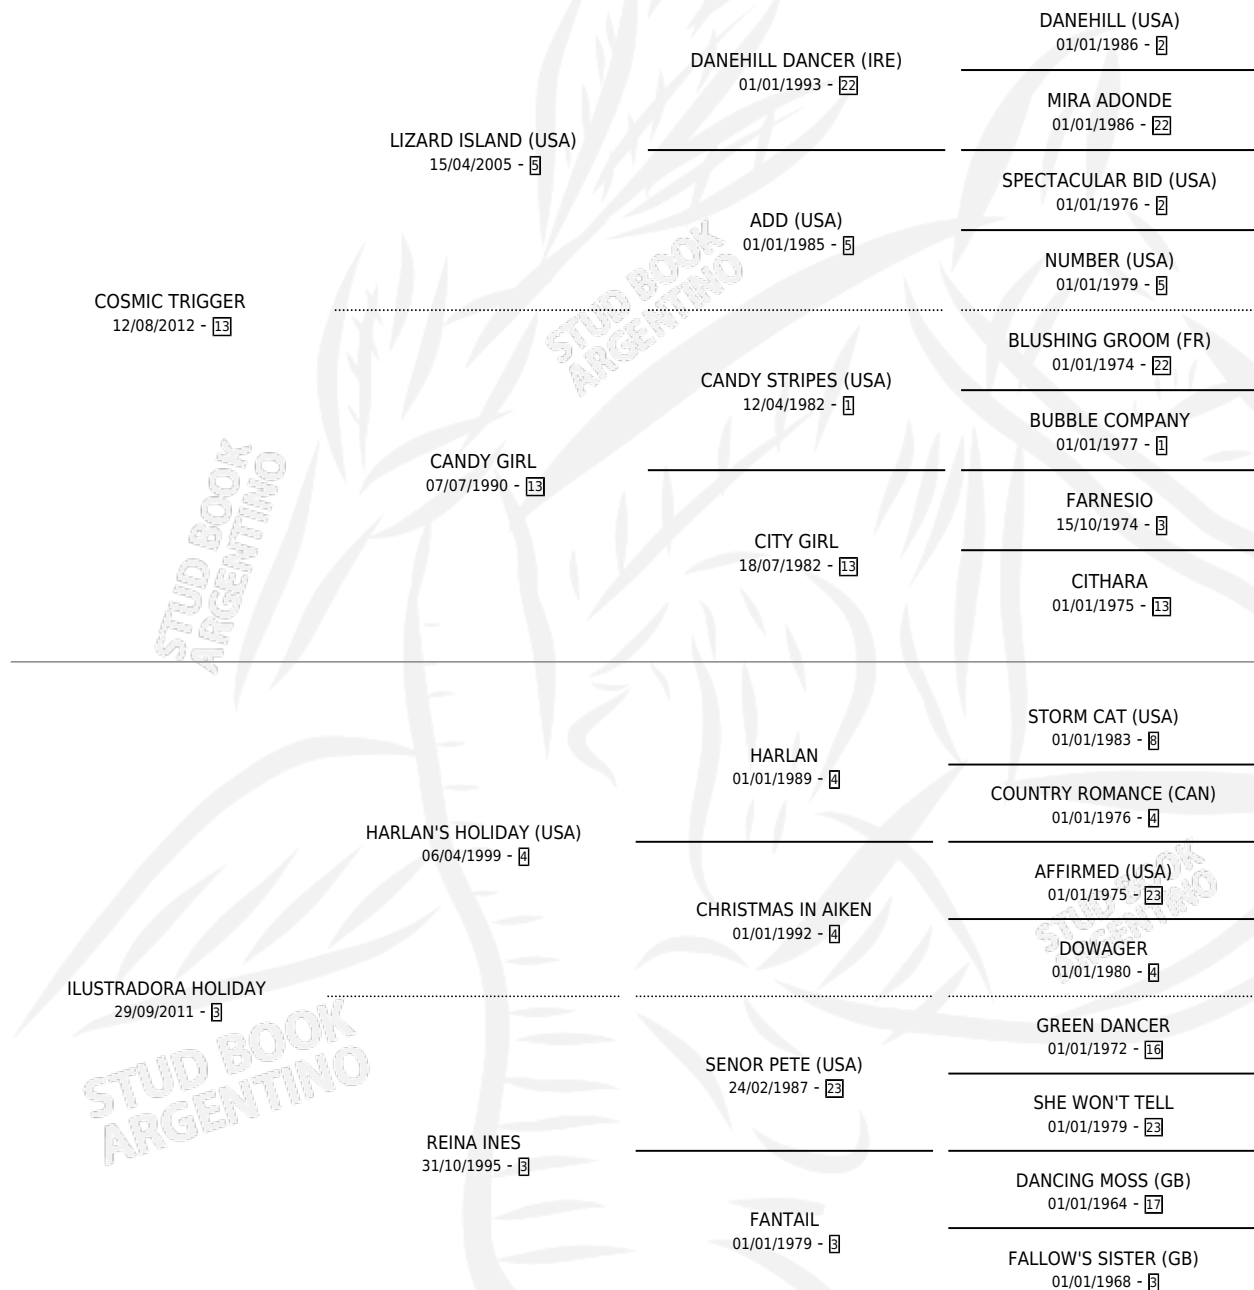 DANEHILL (USA)
01/01/1986 - 2
DANEHILL DANCER (IRE)
01/01/1993 - 22
MIRA ADONDE
01/01/1986 - 22
LIZARD ISLAND (USA)
15/04/2005 - 5
SPECTACULAR BID (USA)
01/01/1976 - 2
ADD (USA)
01/01/1985 - 5
NUMBER (USA)
01/01/1979 - 5
COSMIC TRIGGER
12/08/2012 - 13
STUD BOOK
ARGENTINO
BLUSHING GROOM (FR)
01/01/1974 - 22
CANDY STRIPES (USA)
12/04/1982 - 1
BUBBLE COMPANY
01/01/1977 - 1
CANDY GIRL
07/07/1990 - 13
FARNESIO
15/10/1974 - 3
CITY GIRL
18/07/1982 - 13
CITHARA
01/01/1975 - 13
STUD BOOK
ARGENTINO
STORM CAT (USA)
01/01/1983 - 8
HARLAN
01/01/1989 - 4
COUNTRY ROMANCE (CAN)
01/01/1976 - 4
HARLAN'S HOLIDAY (USA)
06/04/1999 - 4
AFFIRMED (USA)
01/01/1975 - 23
CHRISTMAS IN AIKEN
01/01/1992 - 4
STUD BOOK
ARGENTINO
DOWAGER
01/01/1980 - 4
ILUSTRADORA HOLIDAY
29/09/2011 - 3
STUD BOOK
ARGENTINO
GREEN DANCER
01/01/1972 - 16
SENOR PETE (USA)
24/02/1987 - 23
SHE WON'T TELL
01/01/1979 - 23
REINA INES
31/10/1995 - 3
DANCING MOSS (GB)
01/01/1964 - 17
FANTAIL
01/01/1979 - 3
FALLOW'S SISTER (GB)
01/01/1968 - 3